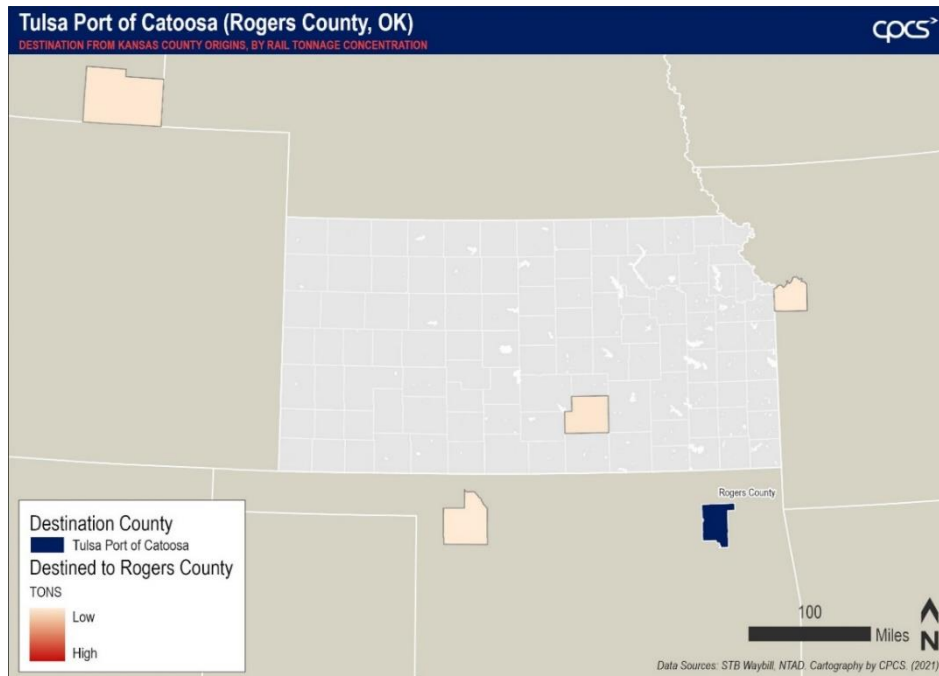 Tulsa Port of Catoosa (Rogers County, OK)
DESTINATION FROM KANSAS COUNTY ORIGINS, BY RAIL TONNAGE CONCENTRATION
cpcs>
Rogers County
Destination County
Tulsa Port of Catoosa
Destined to Rogers County
TONS
Low
High
100
Miles
N
Data Sources: STB Waybill, NTAD. Cartography by CPCS. (2021)